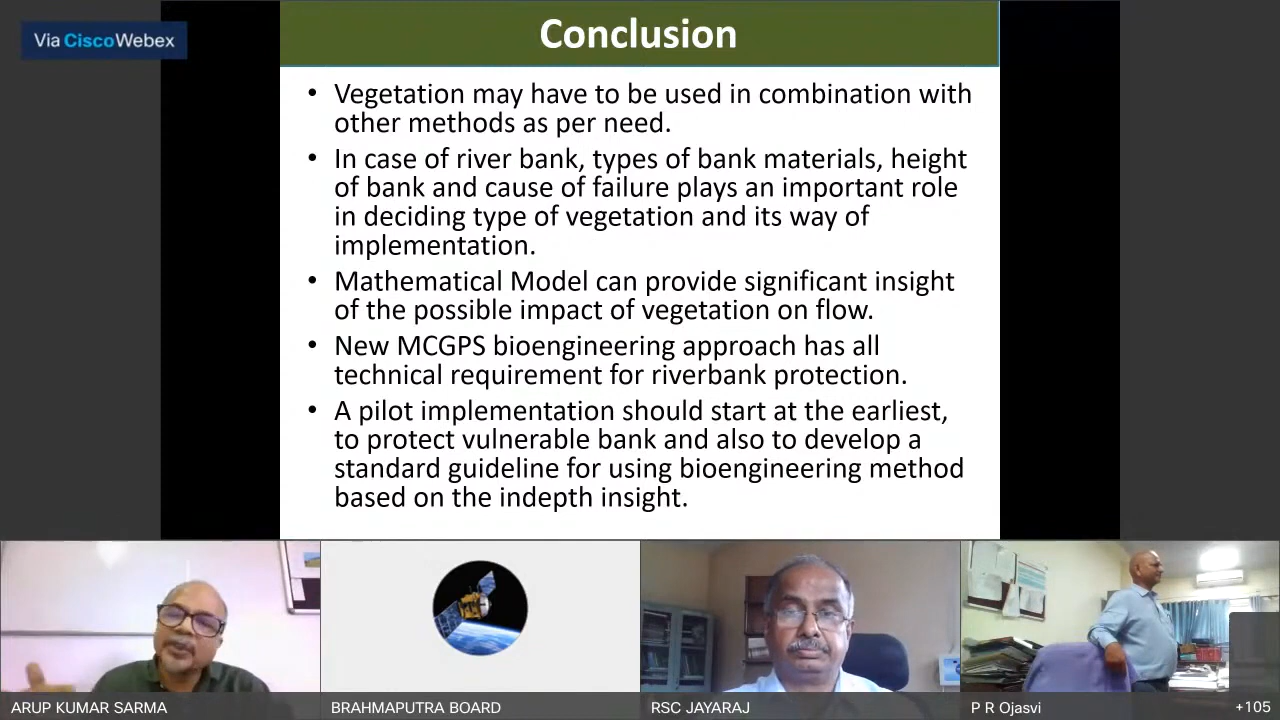 Via CiscoWebex
Conclusion
• Vegetation may have to be used in combination with
other methods as per need.
• In case of river bank, types of bank materials, height
of bank and cause of failure plays an important role
in deciding type of vegetation and its way of
implementation.
• Mathematical Model can provide significant insight
of the possible impact of vegetation on flow.
• New MCGPS bioengineering approach has all
technical requirement for riverbank protection.
• A pilot implementation should start at the earliest,
to protect vulnerable bank and also to develop a
standard guideline for using bioengineering method
based on the indepth insight.
ARUP KUMAR SARMA
BRAHMAPUTRA BOARD
RSC JAYARAJ
P R Ojasvi
+105